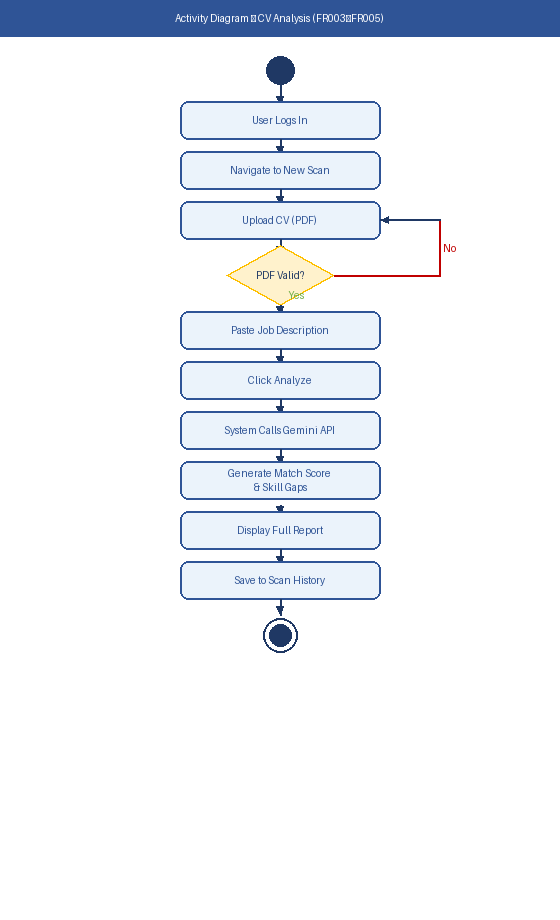 Activity Diagram □ CV Analysis (FR003□FR005)
User Logs In
Navigate to New Scan
Upload CV (PDF)
No
PDF Valid?
Yes
Paste Job Description
Click Analyze
System Calls Gemini API
Generate Match Score
& Skill Gaps
Display Full Report
Save to Scan History